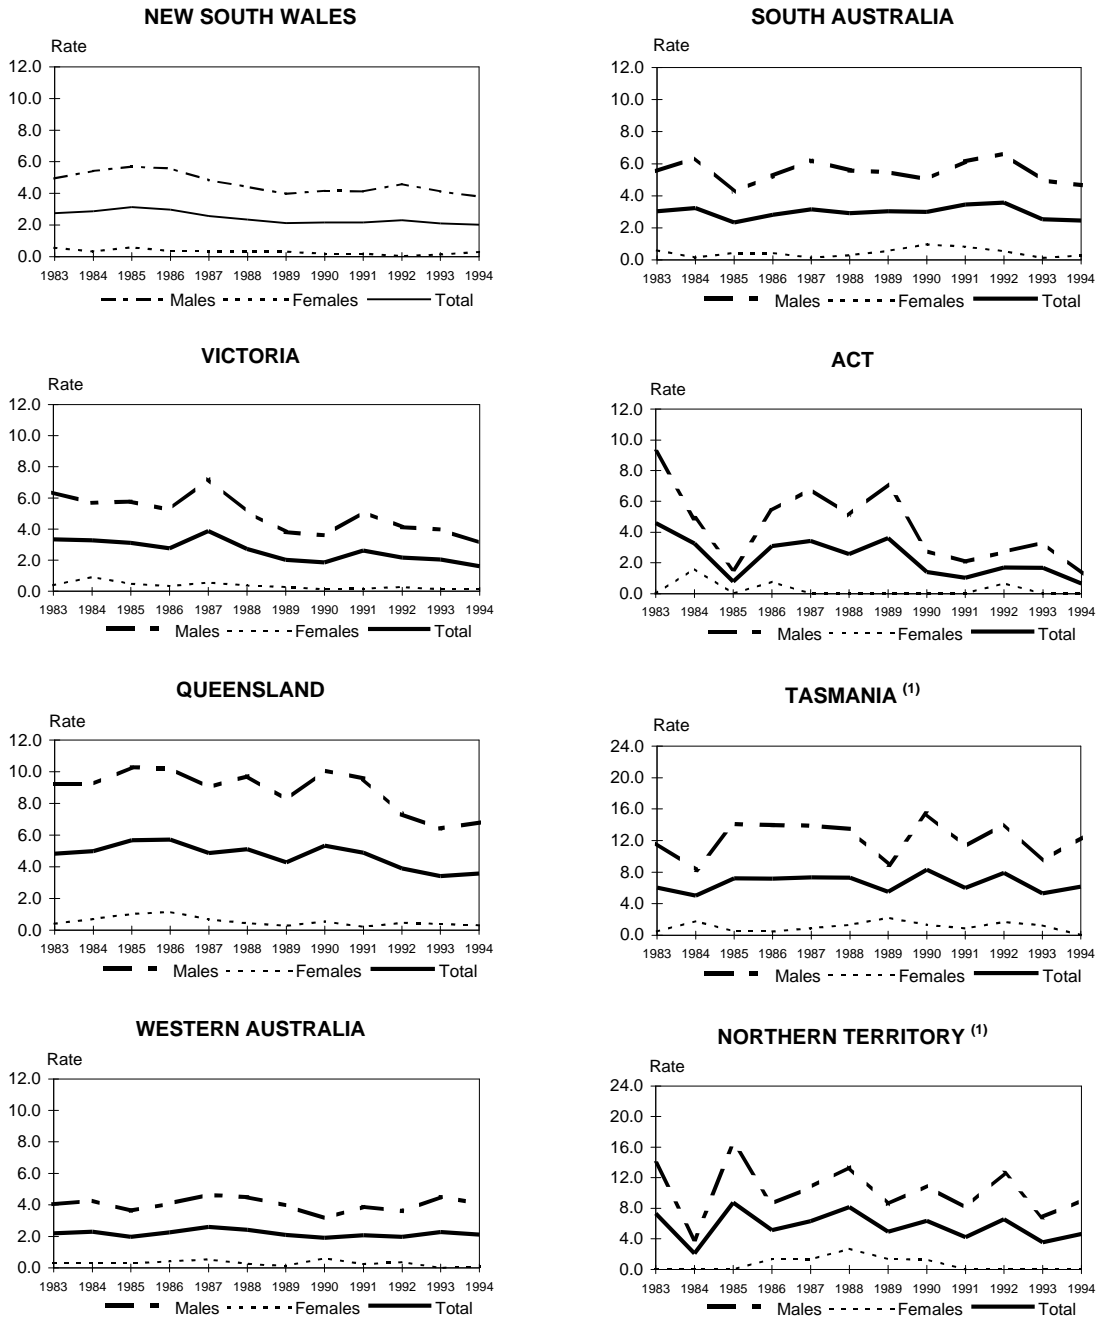 NEW SOUTH WALES
Rate
12.0
10.0
8.0
6.0
4.0
2.0
0.0
1983 1984 1985 1986 1987 1988 1989 1990 1991 1992 1993 1994
Males Females Total
SOUTH AUSTRALIA
Rate
12.0
10.0
8.0
6.0
4.0
2.0
0.0
1983 1984 1985 1986 1987 1988 1989 1990 1991 1992 1993 1994
Males Females Total
VICTORIA
Rate
12.0
10.0
8.0
6.0
4.0
2.0
0.0
1983 1984 1985 1986 1987 1988 1989 1990 1991 1992 1993 1994
Males Females Total
ACT
Rate
12.0
10.0
8.0
6.0
4.0
2.0
0.0
1983 1984 1985 1986 1987 1988 1989 1990 1991 1992 1993 1994
Males Females Total
QUEENSLAND
Rate
12.0
10.0
8.0
6.0
4.0
2.0
0.0
1983 1984 1985 1986 1987 1988 1989 1990 1991 1992 1993 1994
Males Females Total
TASMANIA (1)
Rate
24.0
20.0
16.0
12.0
8.0
4.0
0.0
1983 1984 1985 1986 1987 1988 1989 1990 1991 1992 1993 1994
Males Females Total
WESTERN AUSTRALIA
Rate
12.0
10.0
8.0
6.0
4.0
2.0
0.0
1983 1984 1985 1986 1987 1988 1989 1990 1991 1992 1993 1994
Males Females Total
NORTHERN TERRITORY (1)
Rate
24.0
20.0
16.0
12.0
8.0
4.0
0.0
1983 1984 1985 1986 1987 1988 1989 1990 1991 1992 1993 1994
Males Females Total